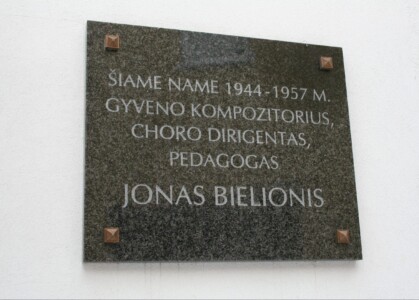 ŠIAME NAME 1944-1957 M.
GYVENO KOMPOZITORIUS,
CHORO DIRIGENTAS,
PEDAGOGAS
JONAS BIELIONIS